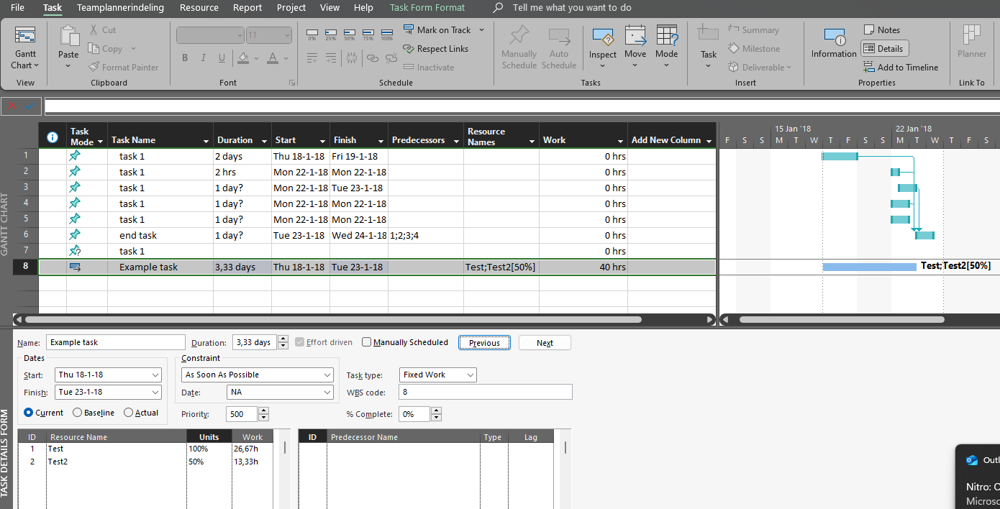 File Task Teamplannerindeling Resource Report Project View Help Task Form Format Tell me what you want to do
Gantt Chart
View
Paste
Cut
Copy
Format Painter
Clipboard
11
B I U A
Font
0% 25% 50% 75% 100%
Mark on Track
Respect Links
Inactivate
Schedule
Manually Schedule
Auto Schedule
Inspect
Move
Mode
Tasks
Task
Summary
Milestone
Deliverable
Insert
Information
Notes
Details
Add to Timeline
Properties
Planner
Link To
GANTT CHART
Task Mode Task Name Duration Start Finish Predecessors Resource Names Work Add New Column
15 Jan '18 22 Jan '18
F S S M T W T F S S M T W T F S
1 task 1 2 days Thu 18-1-18 Fri 19-1-18 0 hrs
2 task 1 2 hrs Mon 22-1-18 Mon 22-1-18 0 hrs
3 task 1 1 day? Mon 22-1-18 Tue 23-1-18 0 hrs
4 task 1 1 day? Mon 22-1-18 Mon 22-1-18 0 hrs
5 task 1 1 day? Mon 22-1-18 Mon 22-1-18 0 hrs
6 end task 1 day? Tue 23-1-18 Wed 24-1-18 1;2;3;4 0 hrs
7 task 1 0 hrs
8 Example task 3,33 days Thu 18-1-18 Tue 23-1-18 Test;Test2[50%] 40 hrs Test;Test2[50%]
TASK DETAILS FORM
Name: Example task Duration: 3,33 days Effort driven Manually Scheduled Previous Next
Dates
Start: Thu 18-1-18
Finish: Tue 23-1-18
Current Baseline Actual
Constraint
As Soon As Possible
Date: NA
Priority: 500
Task type: Fixed Work
WBS code: 8
% Complete: 0%
ID Resource Name Units Work
1 Test 100% 26,67h
2 Test2 50% 13,33h
ID Predecessor Name Type Lag
Outl
Nitro: C
Microso